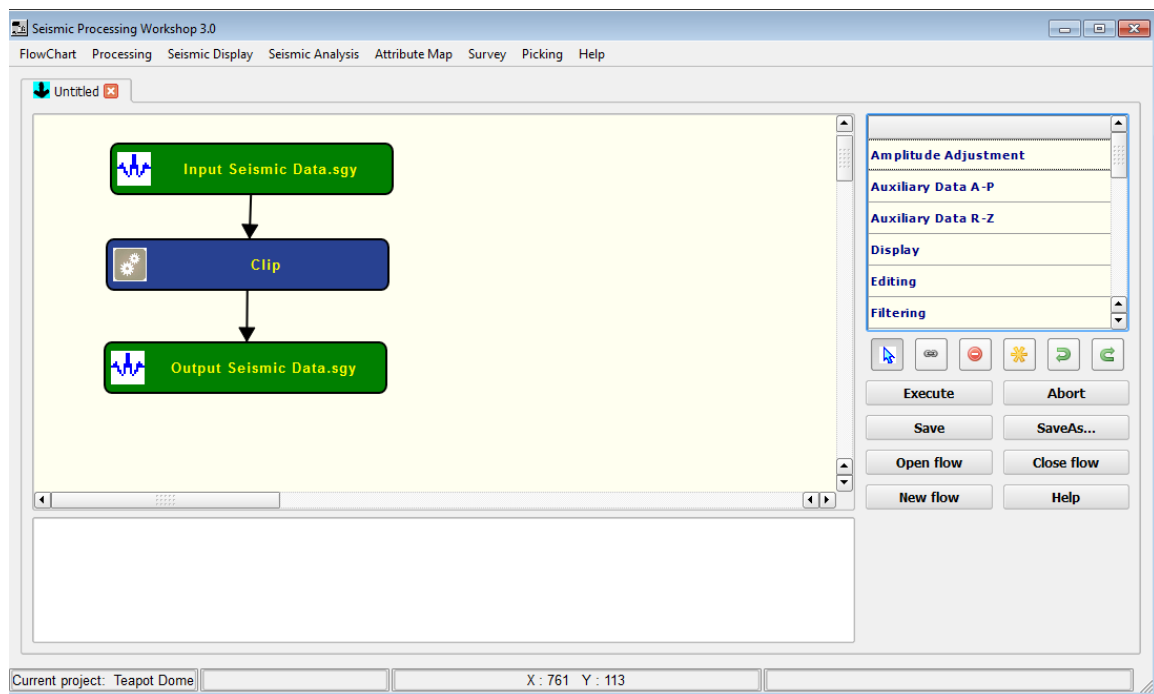 Seismic Processing Workshop 3.0
FlowChart Processing Seismic Display Seismic Analysis Attribute Map Survey Picking Help
Untitled
Input Seismic Data.sgy
Clip
Output Seismic Data.sgy
Amplitude Adjustment
Auxiliary Data A-P
Auxiliary Data R-Z
Display
Editing
Filtering
Execute Abort
Save SaveAs...
Open flow Close flow
New flow Help
Current project: Teapot Dome X : 761 Y : 113